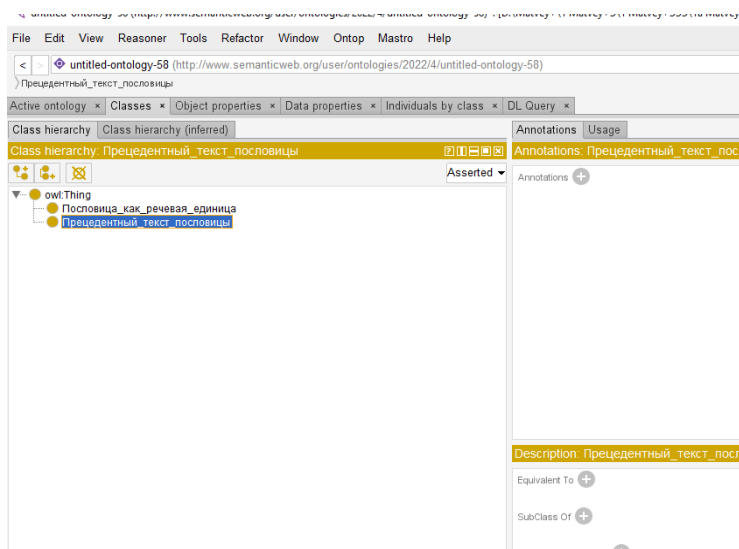 File Edit View Reasoner Tools Refactor Window Ontop Mastro Help
< > untitled-ontology-58 (http://www.semanticweb.org/user/ontologies/2022/4/untitled-ontology-58)
Прецедентный_текст_пословицы
Active ontology × Classes × Object properties × Data properties × Individuals by class × DL Query ×
Class hierarchy Class hierarchy (inferred)
Class hierarchy: Прецедентный_текст_пословицы
Asserted
owl:Thing
Пословица_как_речевая_единица
Прецедентный_текст_пословицы
Annotations Usage
Annotations: Прецедентный_текст_пос
Annotations
Description: Прецедентный_текст_посл
Equivalent To
SubClass Of